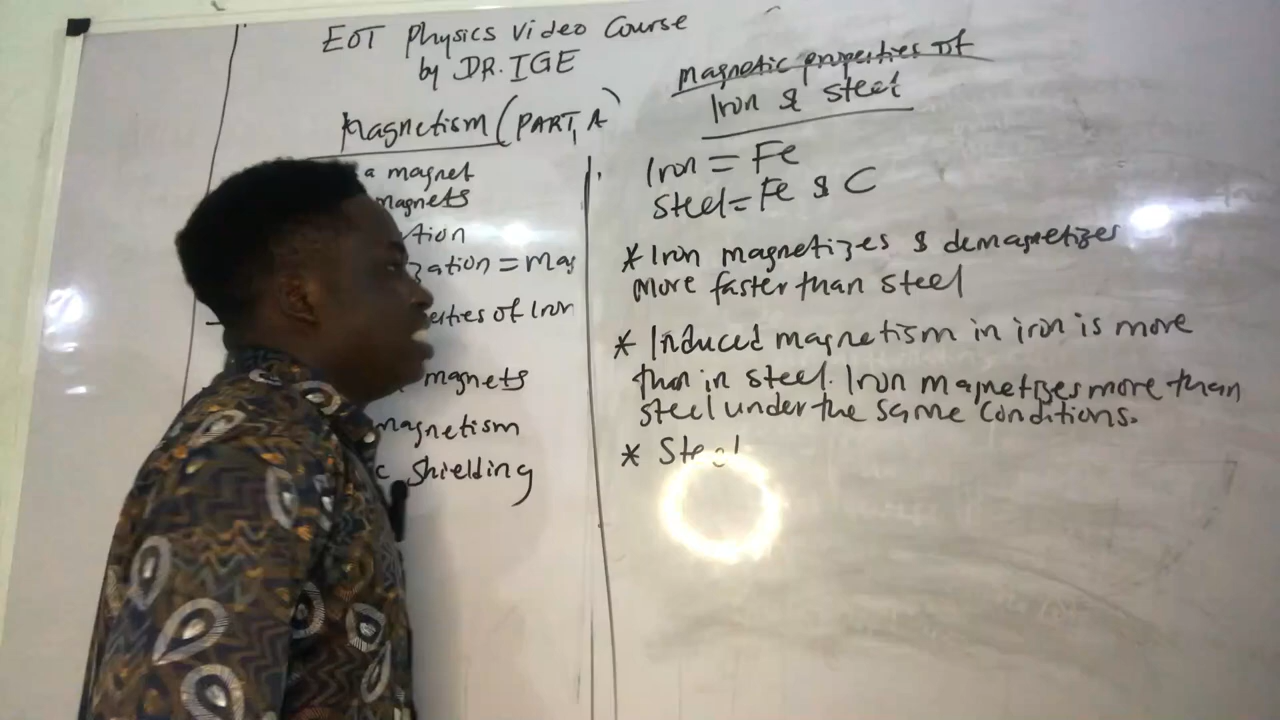 EOT Physics Video Course
by DR. IGE
Magnetism (PART A)
a magnet
magnets
ation
zation = mag
erties of Iron
magnets
magnetism
c shielding
magnetic properties of
Iron & steel
Iron = Fe
Steel = Fe & C
* Iron magnetizes & demagnetizes
more faster than steel
* Induced magnetism in iron is more
than in steel. Iron magnetizes more than
steel under the same conditions.
* Steel